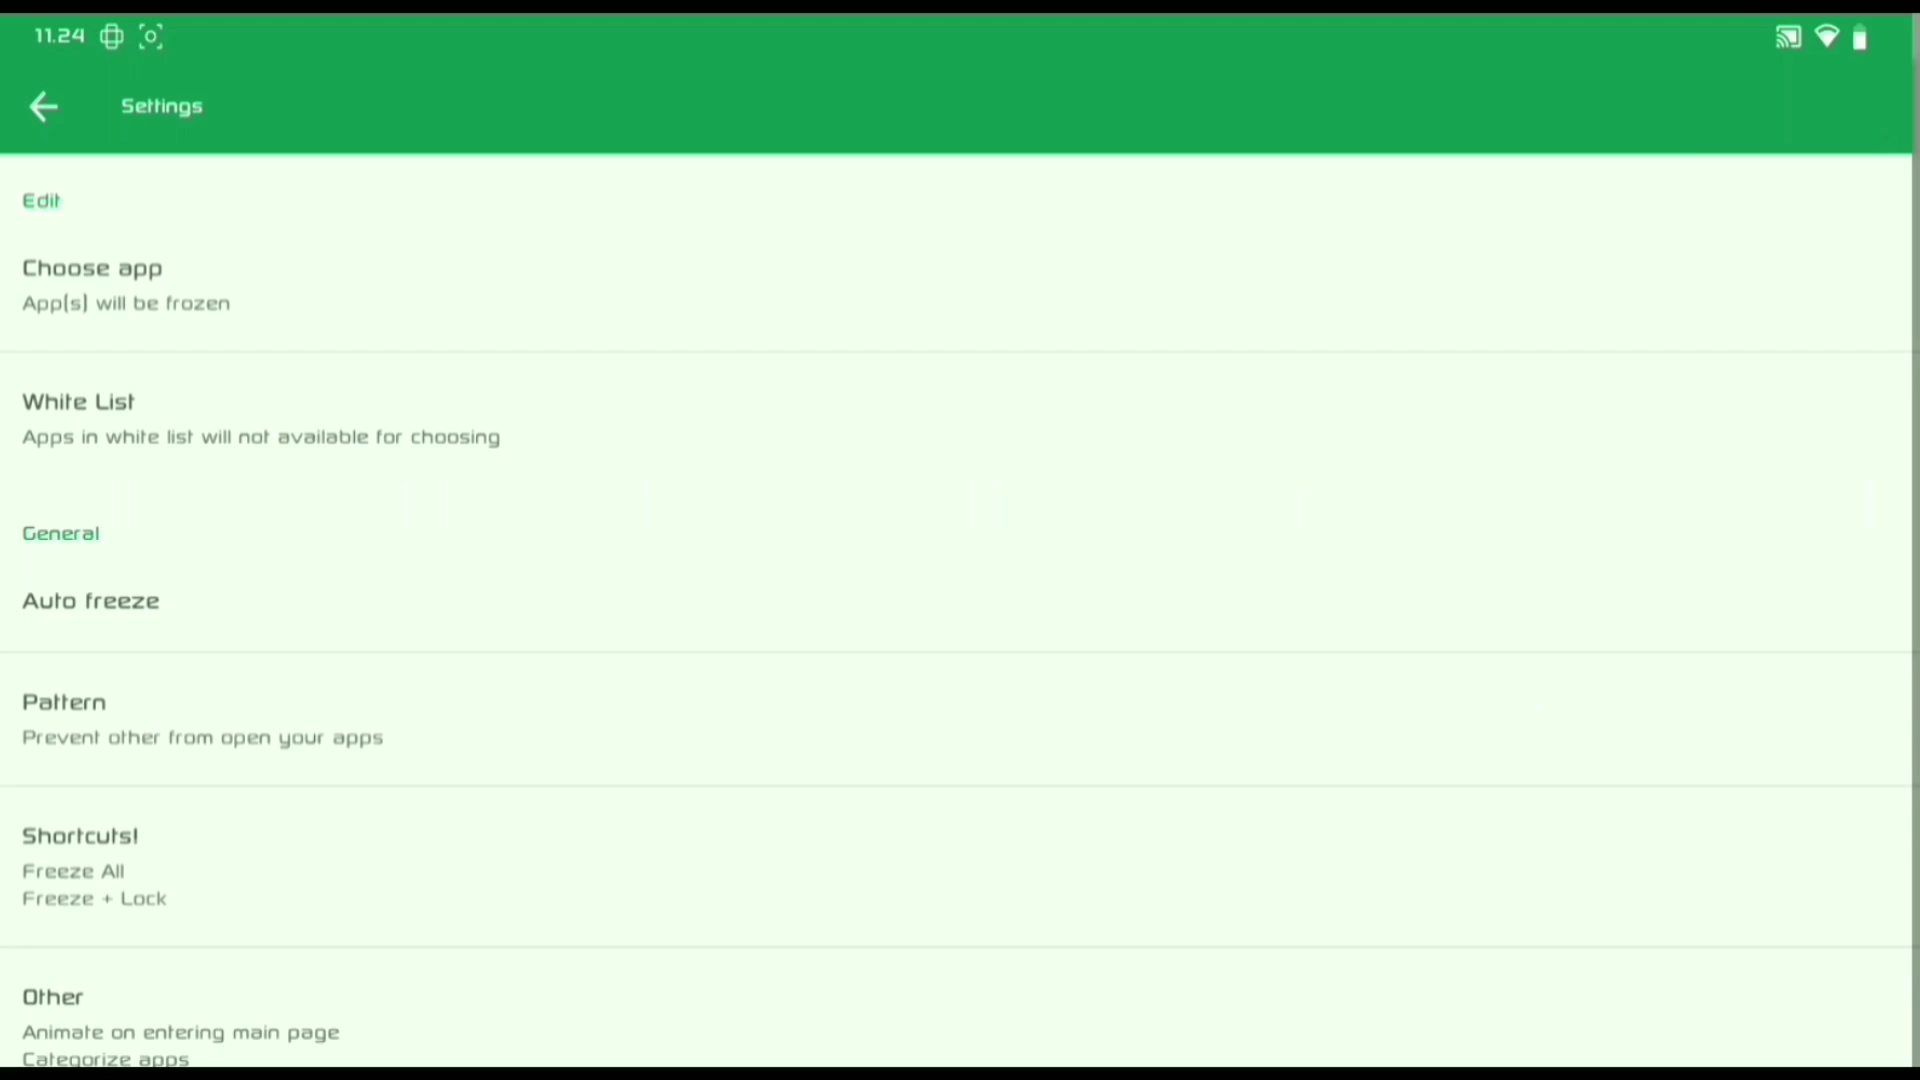 11.24
Settings
Edit
Choose app
App(s) will be frozen
White List
Apps in white list will not available for choosing
General
Auto freeze
Pattern
Prevent other from open your apps
Shortcuts!
Freeze All
Freeze + Lock
Other
Animate on entering main page
Categorize apps